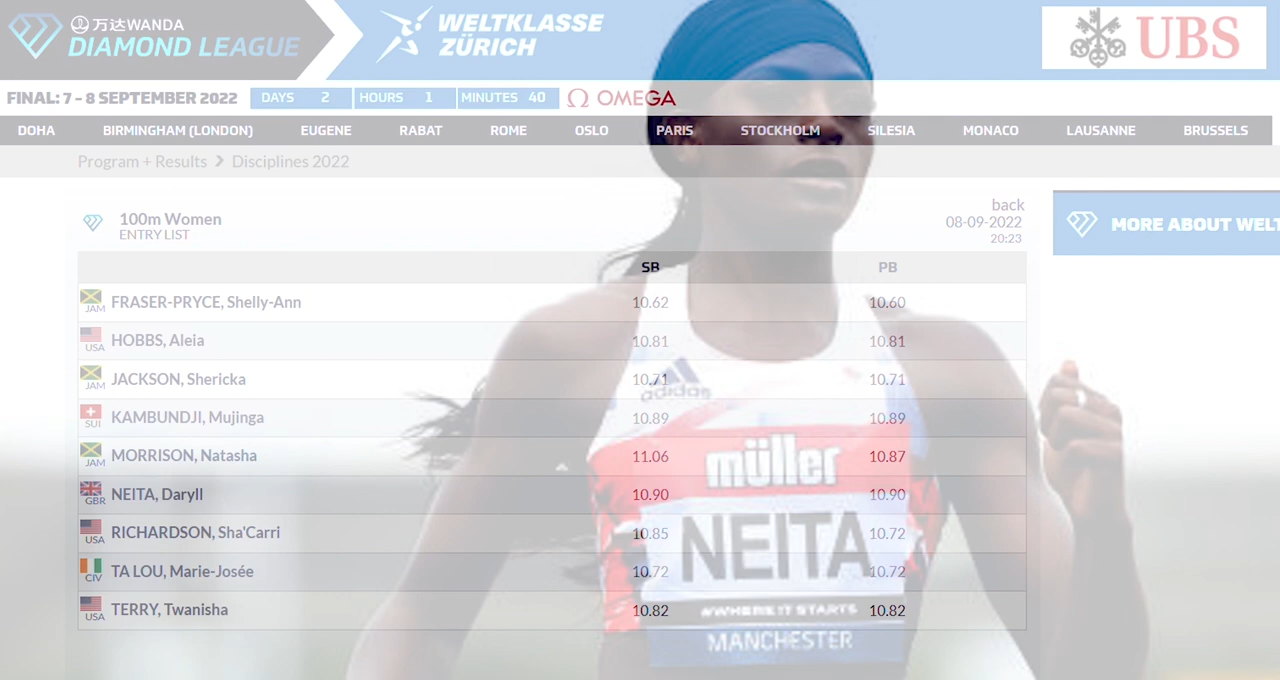 万达WANDA
DIAMOND LEAGUE
WELTKLASSE
ZÜRICH
UBS
FINAL: 7 - 8 SEPTEMBER 2022 DAYS 2 HOURS 1 MINUTES 40 Ω OMEGA
DOHA BIRMINGHAM (LONDON) EUGENE RABAT ROME OSLO PARIS STOCKHOLM SILESIA MONACO LAUSANNE BRUSSELS
Program + Results > Disciplines 2022
100m Women
ENTRY LIST
back
08-09-2022
20:23
MORE ABOUT WELT
SB PB
JAM FRASER-PRYCE, Shelly-Ann 10.62 10.60
USA HOBBS, Aleia 10.81 10.81
JAM JACKSON, Shericka 10.71 10.71
SUI KAMBUNDJI, Mujinga 10.89 10.89
JAM MORRISON, Natasha 11.06 10.87
GBR NEITA, Daryll 10.90 10.90
USA RICHARDSON, Sha'Carri 10.85 10.72
CIV TA LOU, Marie-Josée 10.72 10.72
USA TERRY, Twanisha 10.82 10.82
adidas
müller
NEITA
#WHERE IT STARTS
MANCHESTER